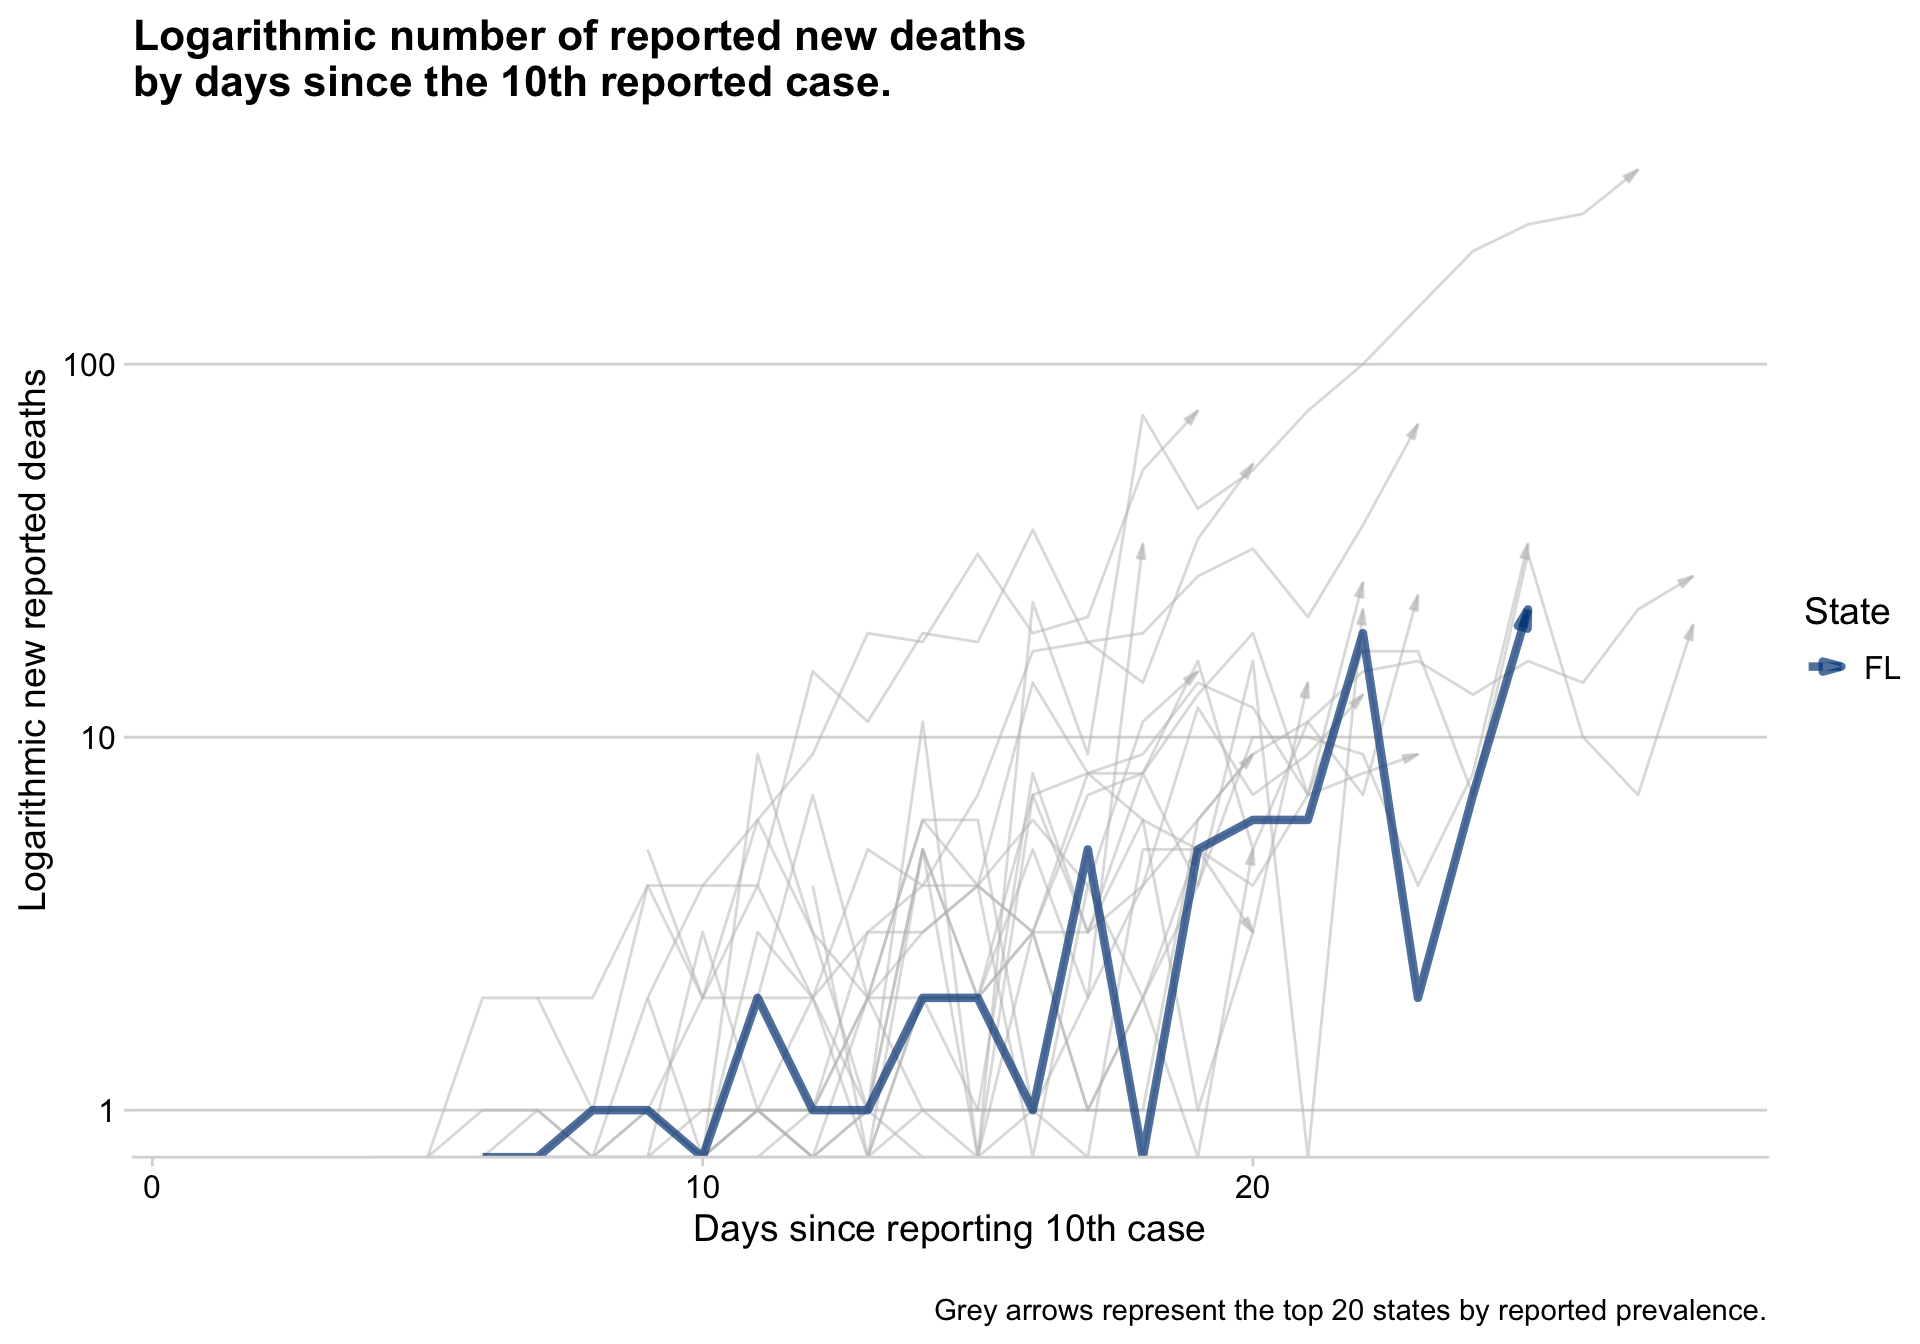 Logarithmic number of reported new deaths
by days since the 10th reported case.
Logarithmic new reported deaths
100
10
1
0
10
20
Days since reporting 10th case
State
FL
Grey arrows represent the top 20 states by reported prevalence.